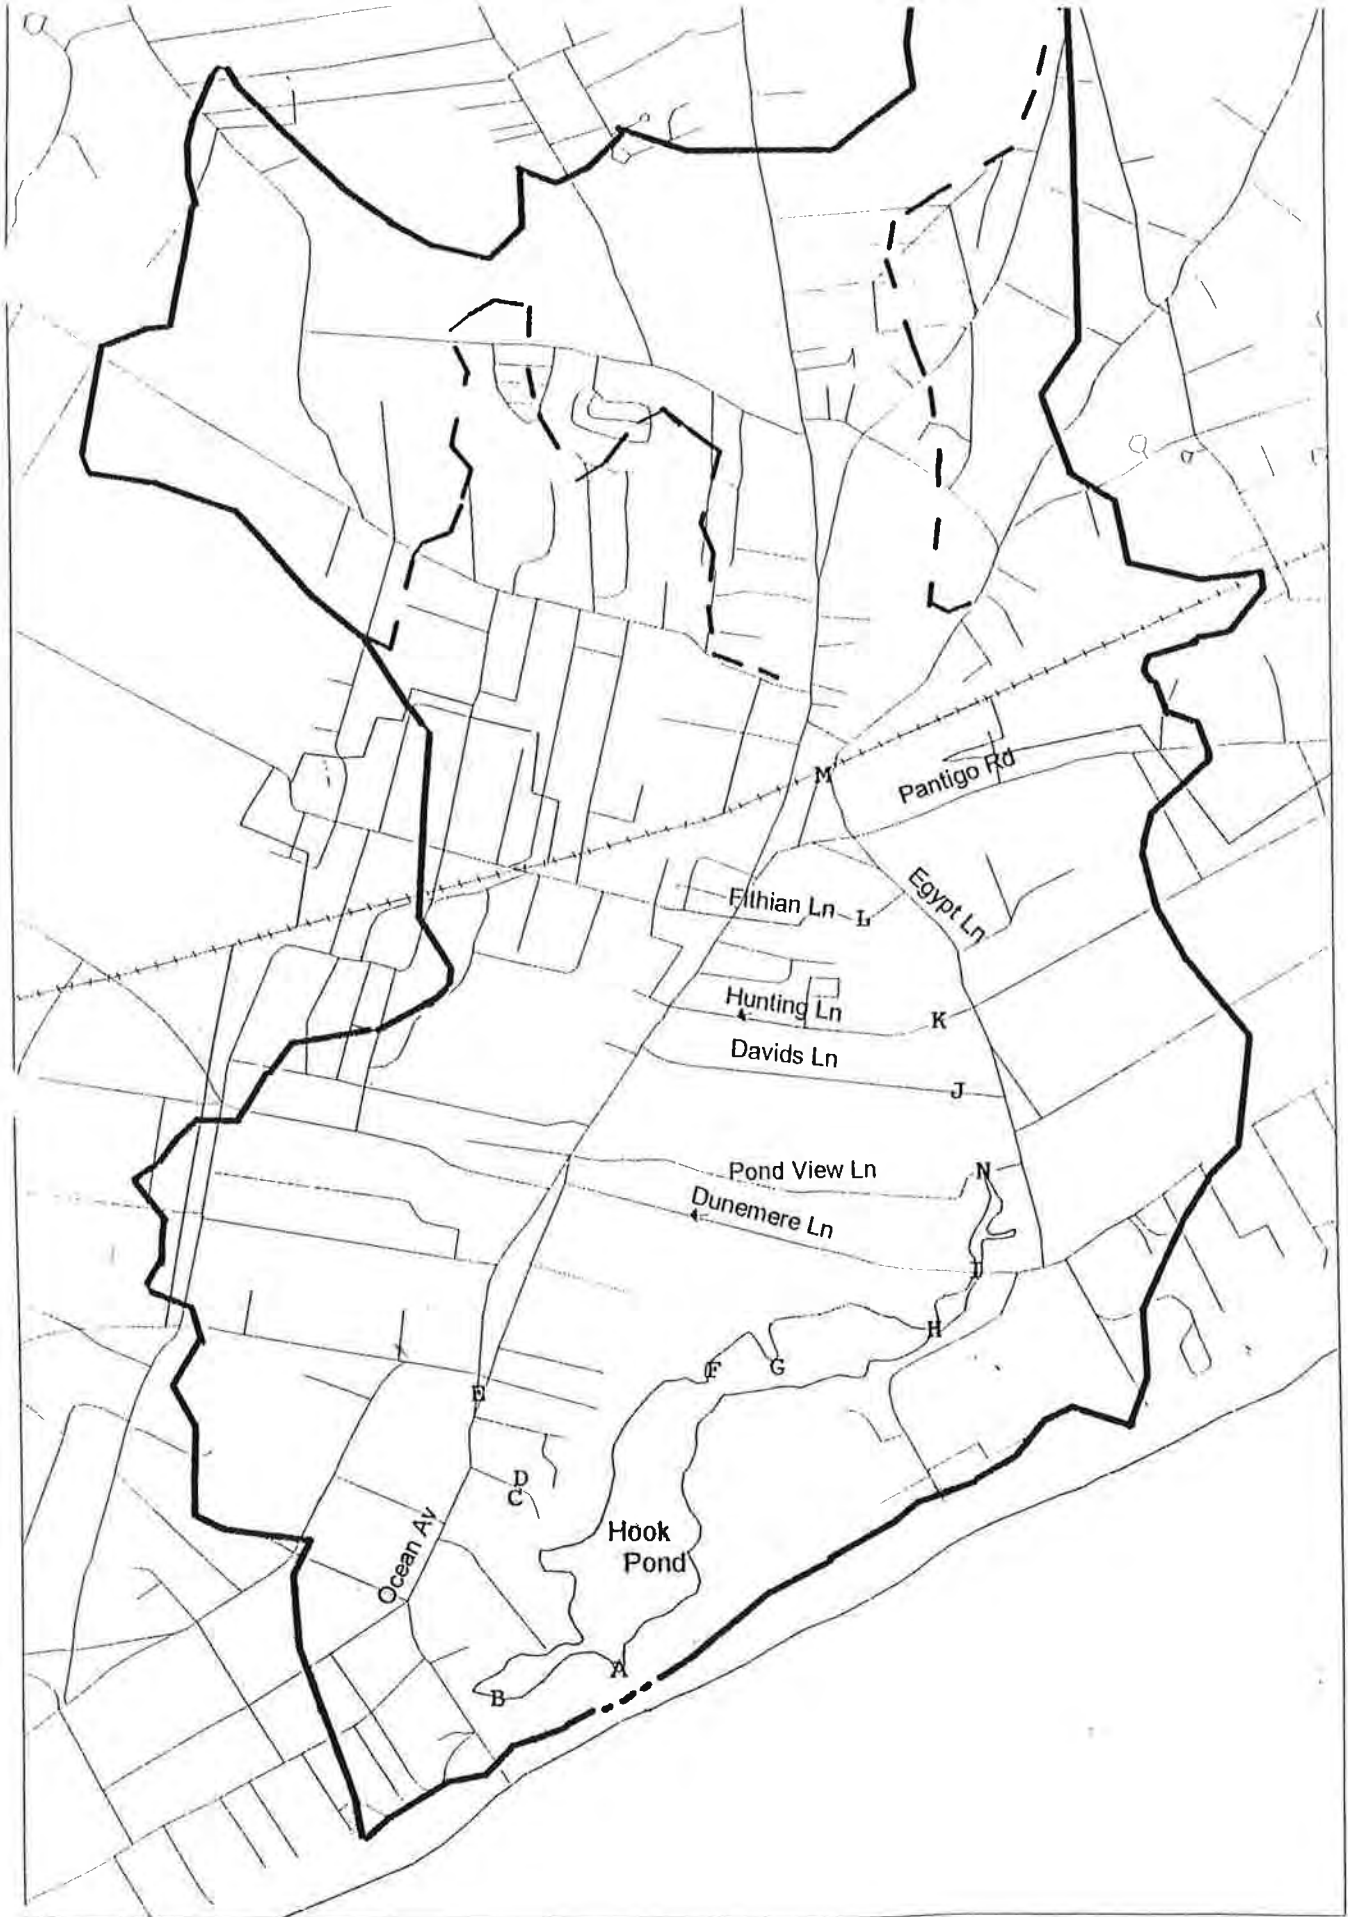 M
Pantigo Rd
Egypt Ln
Fithian Ln
L
Hunting Ln
K
Davids Ln
J
Pond View Ln
N
Dunemere Ln
I
H
F
G
E
D
C
Hook
Pond
Ocean Av
A
B